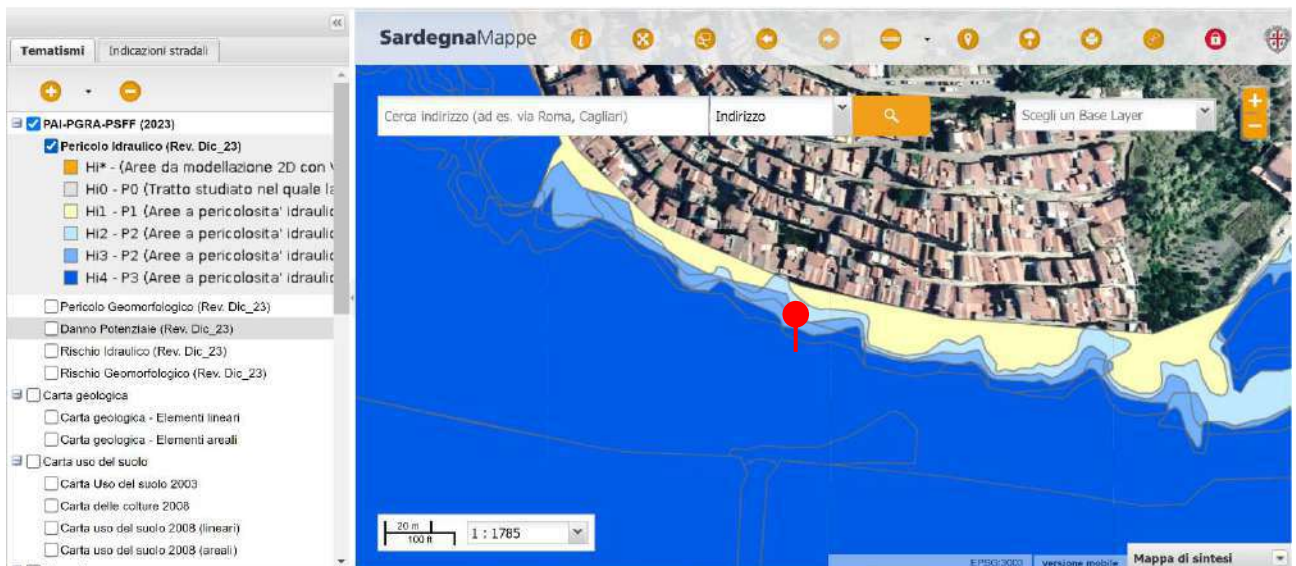 Tematismi
Indicazioni stradali
PAI-PGRA-PSFF (2023)
Pericolo Idraulico (Rev. Dic_23)
Hi* - (Aree da modellazione 2D con
Hi0 - P0 (Tratto studiato nel quale la
Hi1 - P1 (Aree a pericolosita' idraulic
Hi2 - P2 (Aree a pericolosita' idraulic
Hi3 - P2 (Aree a pericolosita' idraulic
Hi4 - P3 (Aree a pericolosita' idraulic
Pericolo Geomorfologico (Rev. Dic_23)
Danno Potenziale (Rev. Dic_23)
Rischio Idraulico (Rev. Dic_23)
Rischio Geomorfologico (Rev. Dic_23)
Carta geologica
Carta geologica - Elementi lineari
Carta geologica - Elementi areali
Carta uso del suolo
Carta Uso del suolo 2003
Carta delle colture 2008
Carta uso del suolo 2008 (lineari)
Carta uso del suolo 2008 (areali)
SardegnaMappe
Cerca indirizzo (ad es. via Roma, Cagliari)
Indirizzo
Scegli un Base Layer
20 m
100 ft
1 : 1785
EPSG:3003
versione mobile
Mappa di sintesi